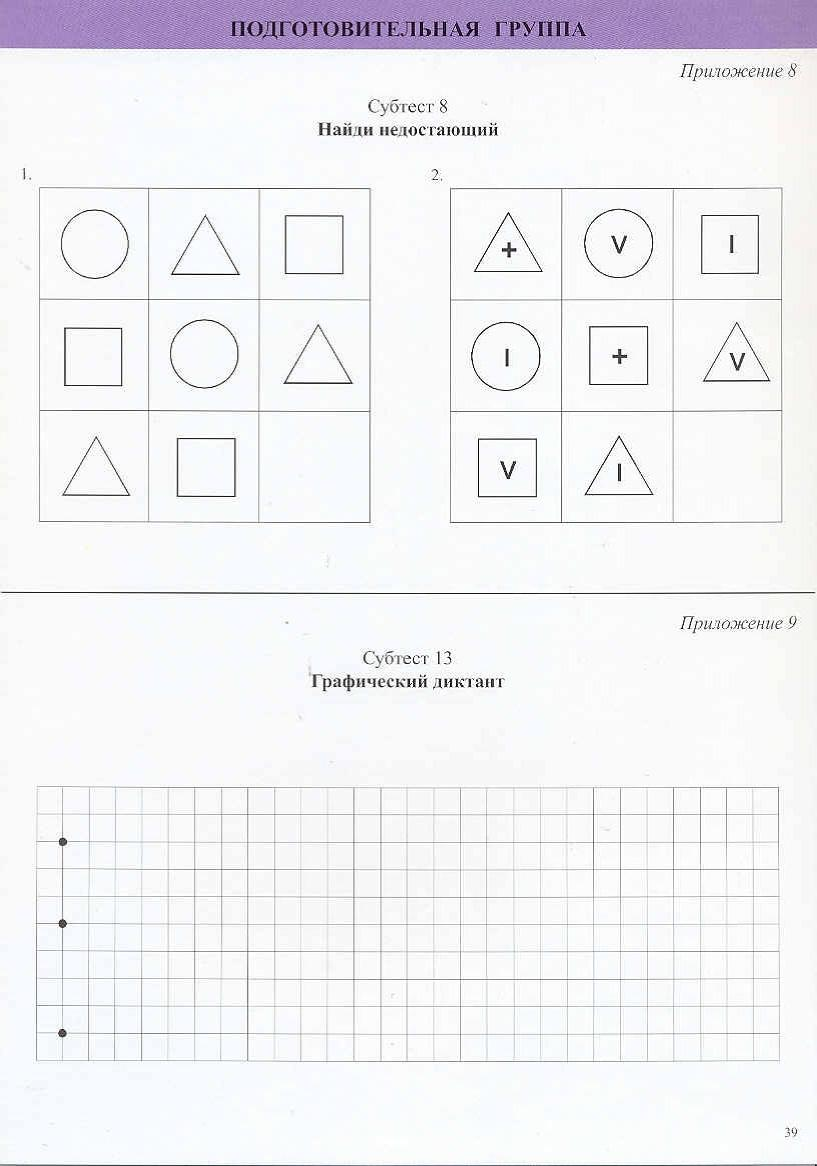 ПОДГОТОВИТЕЛЬНАЯ ГРУППА
Приложение 8
Субтест 8
Найди недостающий
1.
2.
+ V I
I + V
V I
Приложение 9
Субтест 13
Графический диктант
39